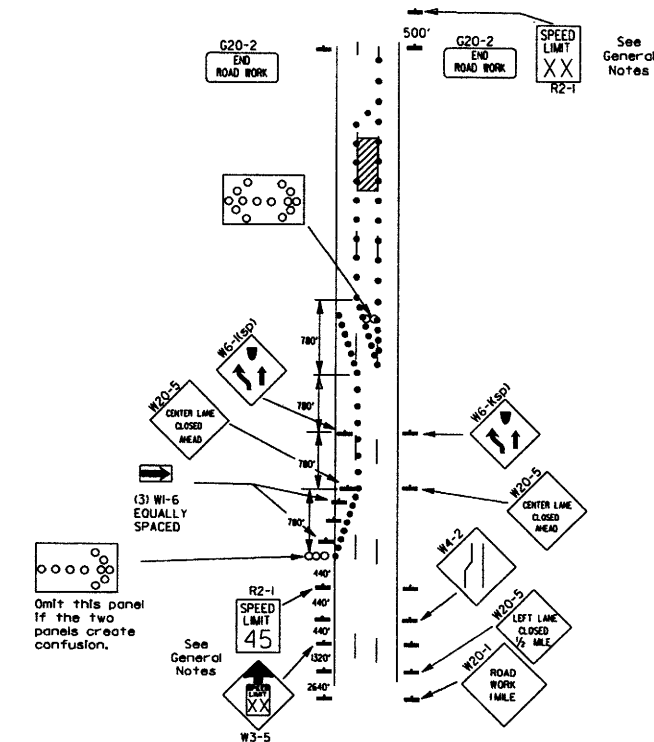 500'
G20-2
END
ROAD WORK
G20-2
END
ROAD WORK
SPEED
LIMIT
XX
R2-1
See
General
Notes
780'
W6-1(sp)
780'
W6-1(sp)
W20-5
CENTER LANE
CLOSED
AHEAD
780'
W20-5
CENTER LANE
CLOSED
AHEAD
(3) W1-6
EQUALLY
SPACED
780'
Omit this panel
if the two
panels create
confusion.
440'
R2-1
SPEED
LIMIT
45
440'
W4-2
440'
W20-5
LEFT LANE
CLOSED
1/2 MILE
See
General
Notes
1320'
W20-1
ROAD
WORK
1 MILE
2640'
SPEED
LIMIT
XX
W3-5